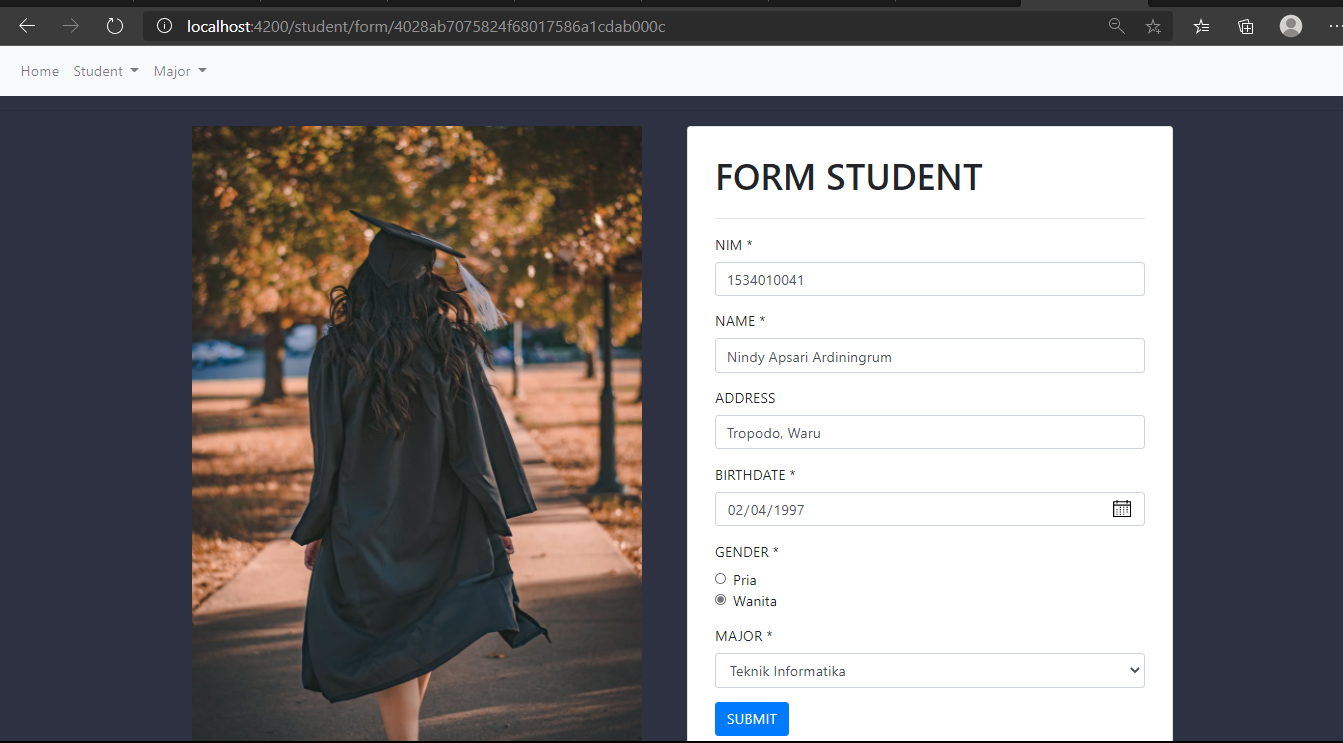 localhost:4200/student/form/4028ab7075824f68017586a1cdab000c
Home Student Major
FORM STUDENT
NIM *
1534010041
NAME *
Nindy Apsari Ardiningrum
ADDRESS
Tropodo, Waru
BIRTHDATE *
02/04/1997
GENDER *
Pria
Wanita
MAJOR *
Teknik Informatika
SUBMIT